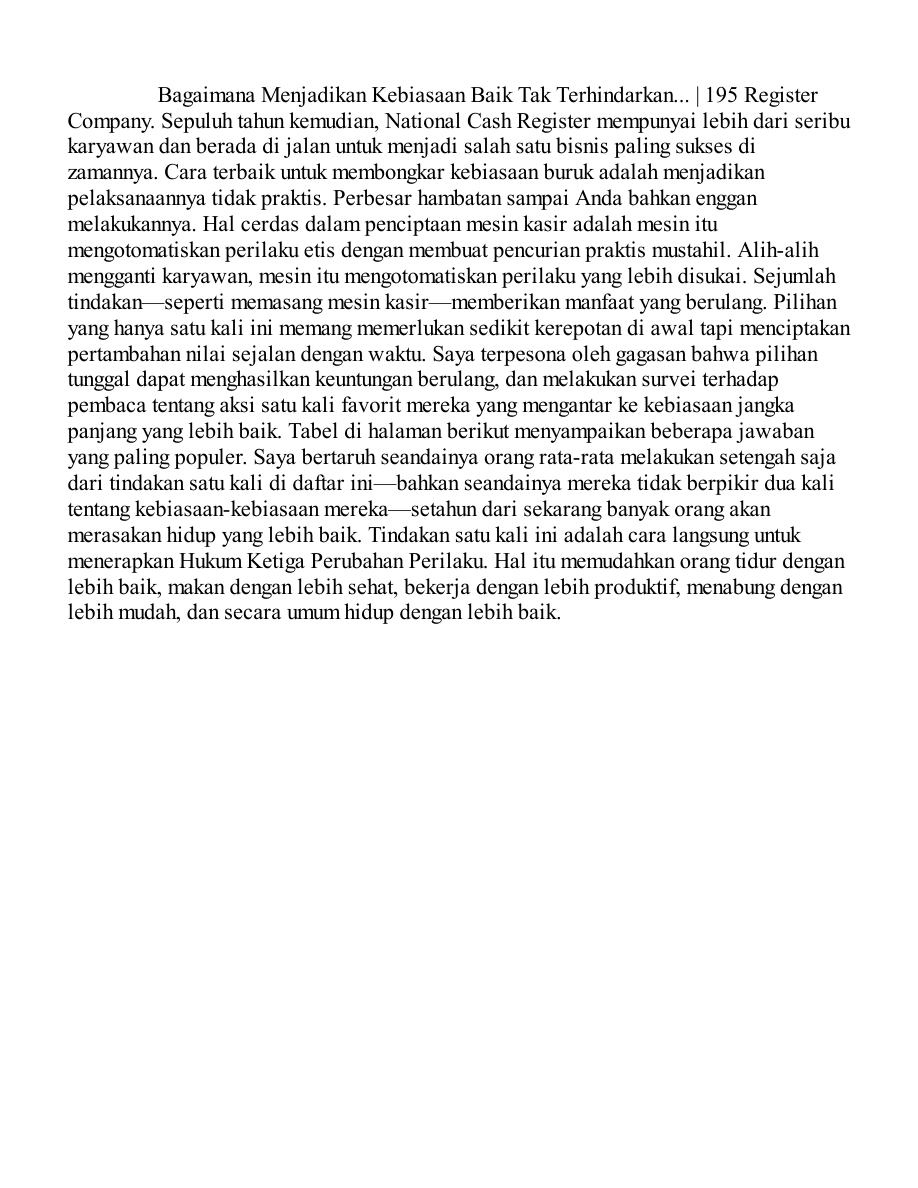 Bagaimana Menjadikan Kebiasaan Baik Tak Terhindarkan... | 195 Register
Company. Sepuluh tahun kemudian, National Cash Register mempunyai lebih dari seribu
karyawan dan berada di jalan untuk menjadi salah satu bisnis paling sukses di
zamannya. Cara terbaik untuk membongkar kebiasaan buruk adalah menjadikan
pelaksanaannya tidak praktis. Perbesar hambatan sampai Anda bahkan enggan
melakukannya. Hal cerdas dalam penciptaan mesin kasir adalah mesin itu
mengotomatiskan perilaku etis dengan membuat pencurian praktis mustahil. Alih-alih
mengganti karyawan, mesin itu mengotomatiskan perilaku yang lebih disukai. Sejumlah
tindakan—seperti memasang mesin kasir—memberikan manfaat yang berulang. Pilihan
yang hanya satu kali ini memang memerlukan sedikit kerepotan di awal tapi menciptakan
pertambahan nilai sejalan dengan waktu. Saya terpesona oleh gagasan bahwa pilihan
tunggal dapat menghasilkan keuntungan berulang, dan melakukan survei terhadap
pembaca tentang aksi satu kali favorit mereka yang mengantar ke kebiasaan jangka
panjang yang lebih baik. Tabel di halaman berikut menyampaikan beberapa jawaban
yang paling populer. Saya bertaruh seandainya orang rata-rata melakukan setengah saja
dari tindakan satu kali di daftar ini—bahkan seandainya mereka tidak berpikir dua kali
tentang kebiasaan-kebiasaan mereka—setahun dari sekarang banyak orang akan
merasakan hidup yang lebih baik. Tindakan satu kali ini adalah cara langsung untuk
menerapkan Hukum Ketiga Perubahan Perilaku. Hal itu memudahkan orang tidur dengan
lebih baik, makan dengan lebih sehat, bekerja dengan lebih produktif, menabung dengan
lebih mudah, dan secara umum hidup dengan lebih baik.